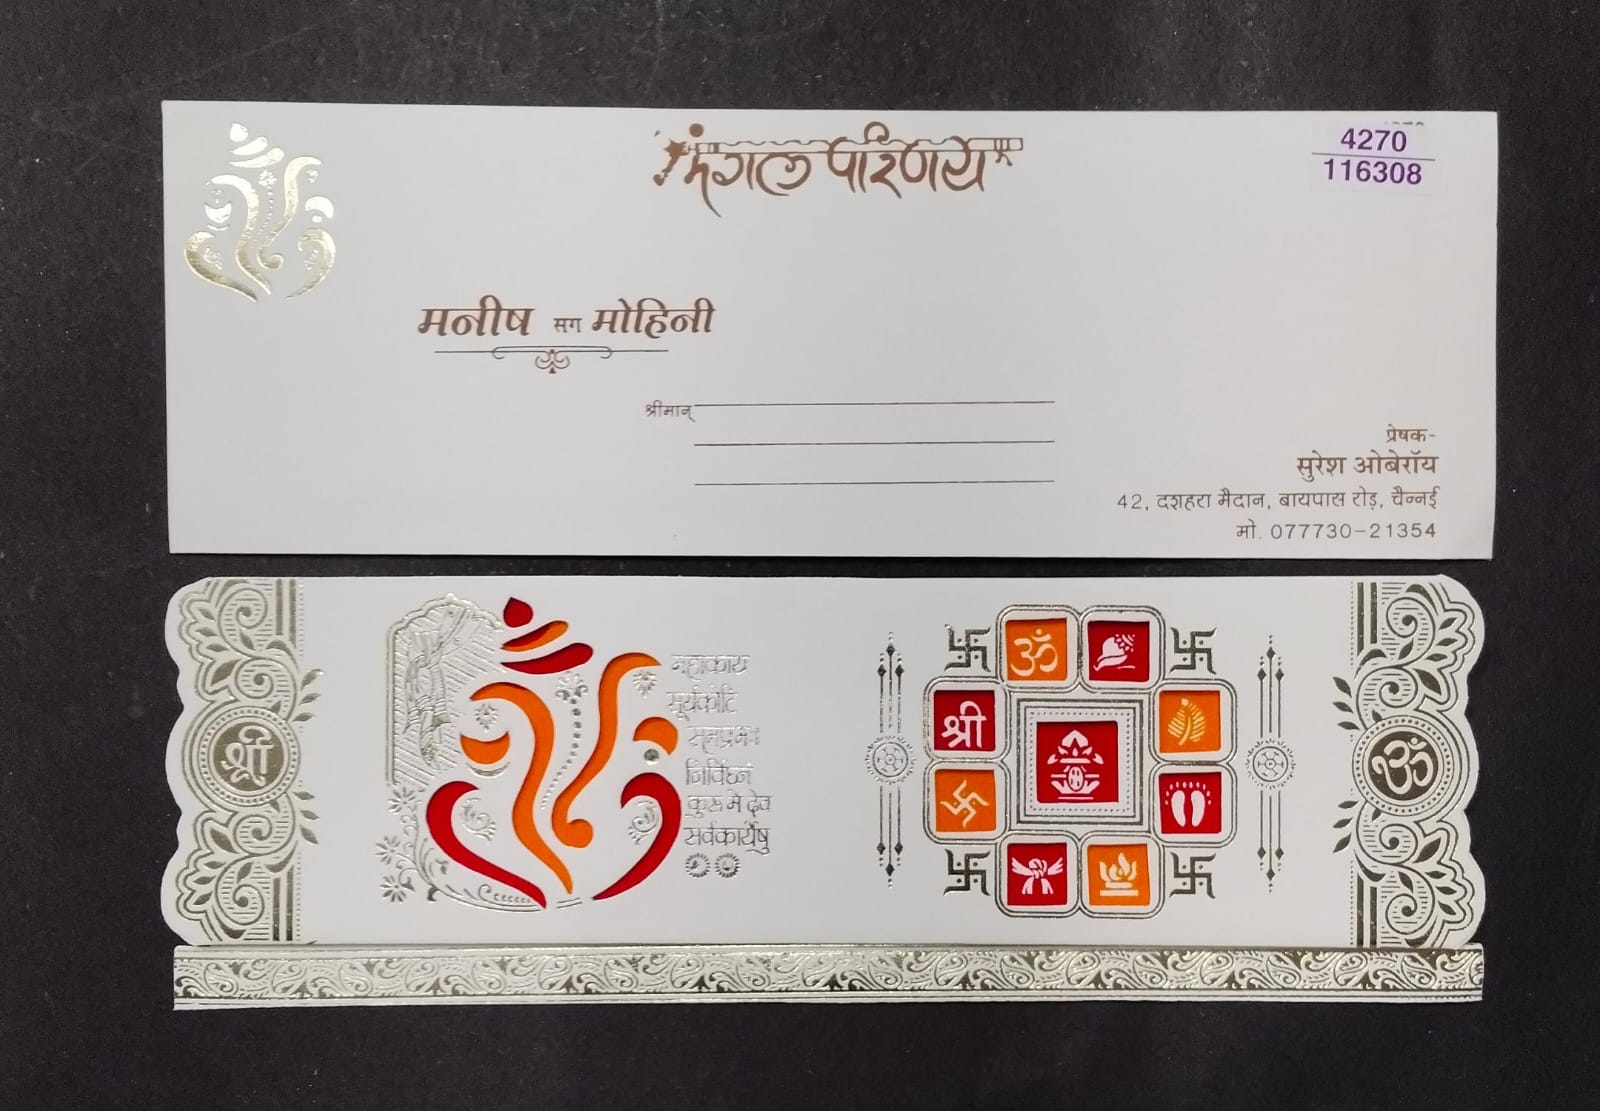 मंगल परिणय
4270
116308
मनीष सग मोहिनी
श्रीमान्
प्रेषक-
सुरेश ओबेरॉय
42, दशहरा मैदान, बायपास रोड़, चैन्नई
मो. 077730-21354
महाकाय
सूर्यकोटि
समप्रभः
निर्विघ्नं
कुरू मे देव
सर्वकार्येषु
ॐ
श्री
श्री
ॐ